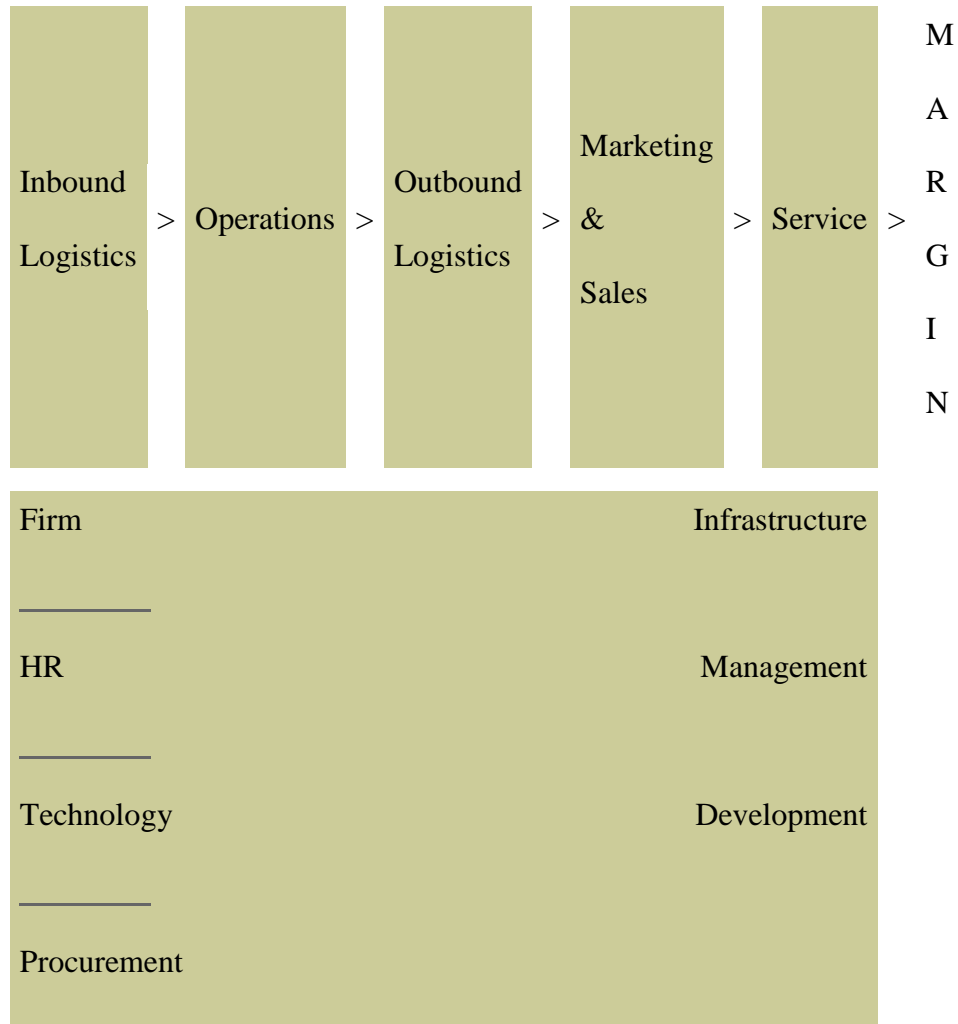 Inbound
Logistics
>
Operations
>
Outbound
Logistics
>
Marketing
&
Sales
>
Service
>
M
A
R
G
I
N
Firm Infrastructure
HR Management
Technology Development
Procurement